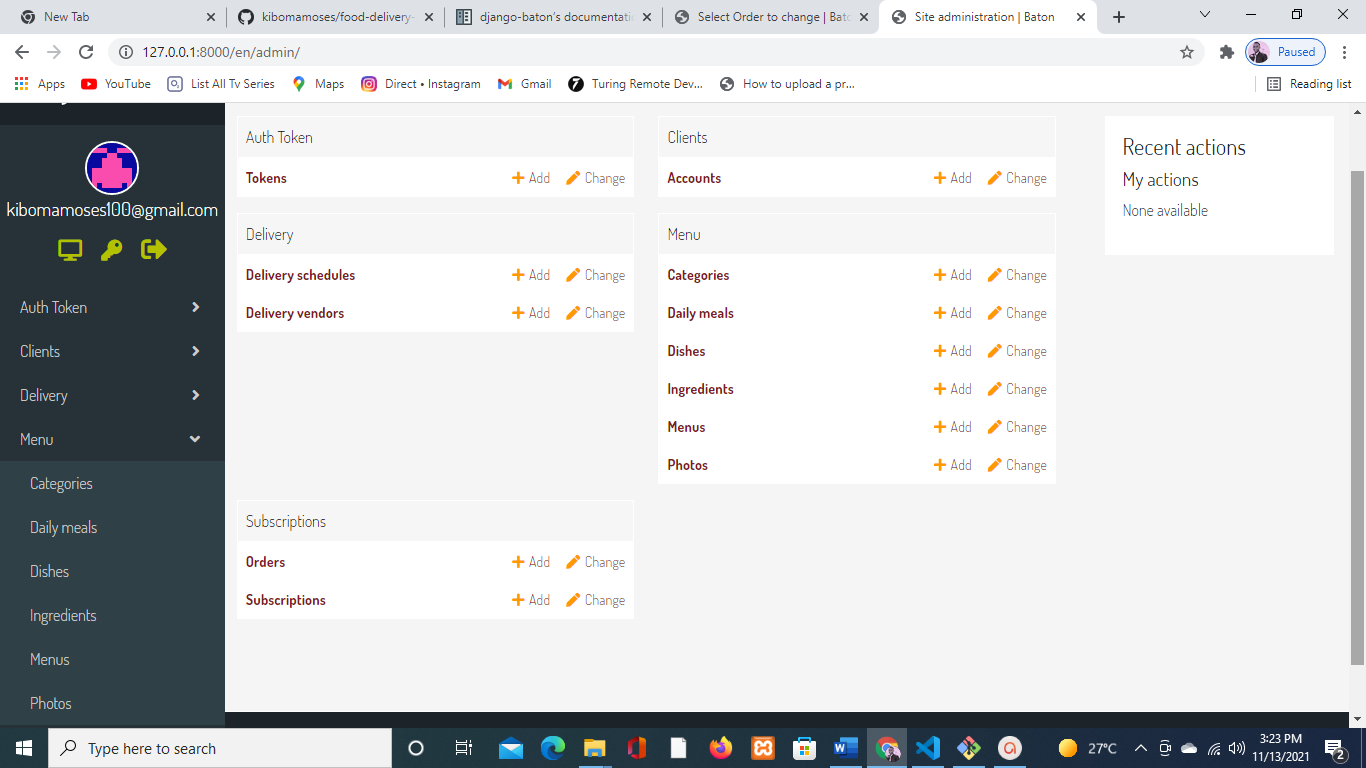 New Tab
kibomamoses/food-delivery-
django-baton's documentati
Select Order to change | Bato
Site administration | Baton
127.0.0.1:8000/en/admin/
Paused
Apps
YouTube
List All Tv Series
Maps
Direct • Instagram
Gmail
Turing Remote Dev...
How to upload a pr...
Reading list
kibomamoses100@gmail.com
Auth Token
Clients
Delivery
Menu
Categories
Daily meals
Dishes
Ingredients
Menus
Photos
Auth Token
Tokens Add Change
Delivery
Delivery schedules Add Change
Delivery vendors Add Change
Subscriptions
Orders Add Change
Subscriptions Add Change
Clients
Accounts Add Change
Menu
Categories Add Change
Daily meals Add Change
Dishes Add Change
Ingredients Add Change
Menus Add Change
Photos Add Change
Recent actions
My actions
None available
Type here to search
27°C
3:23 PM
11/13/2021
2